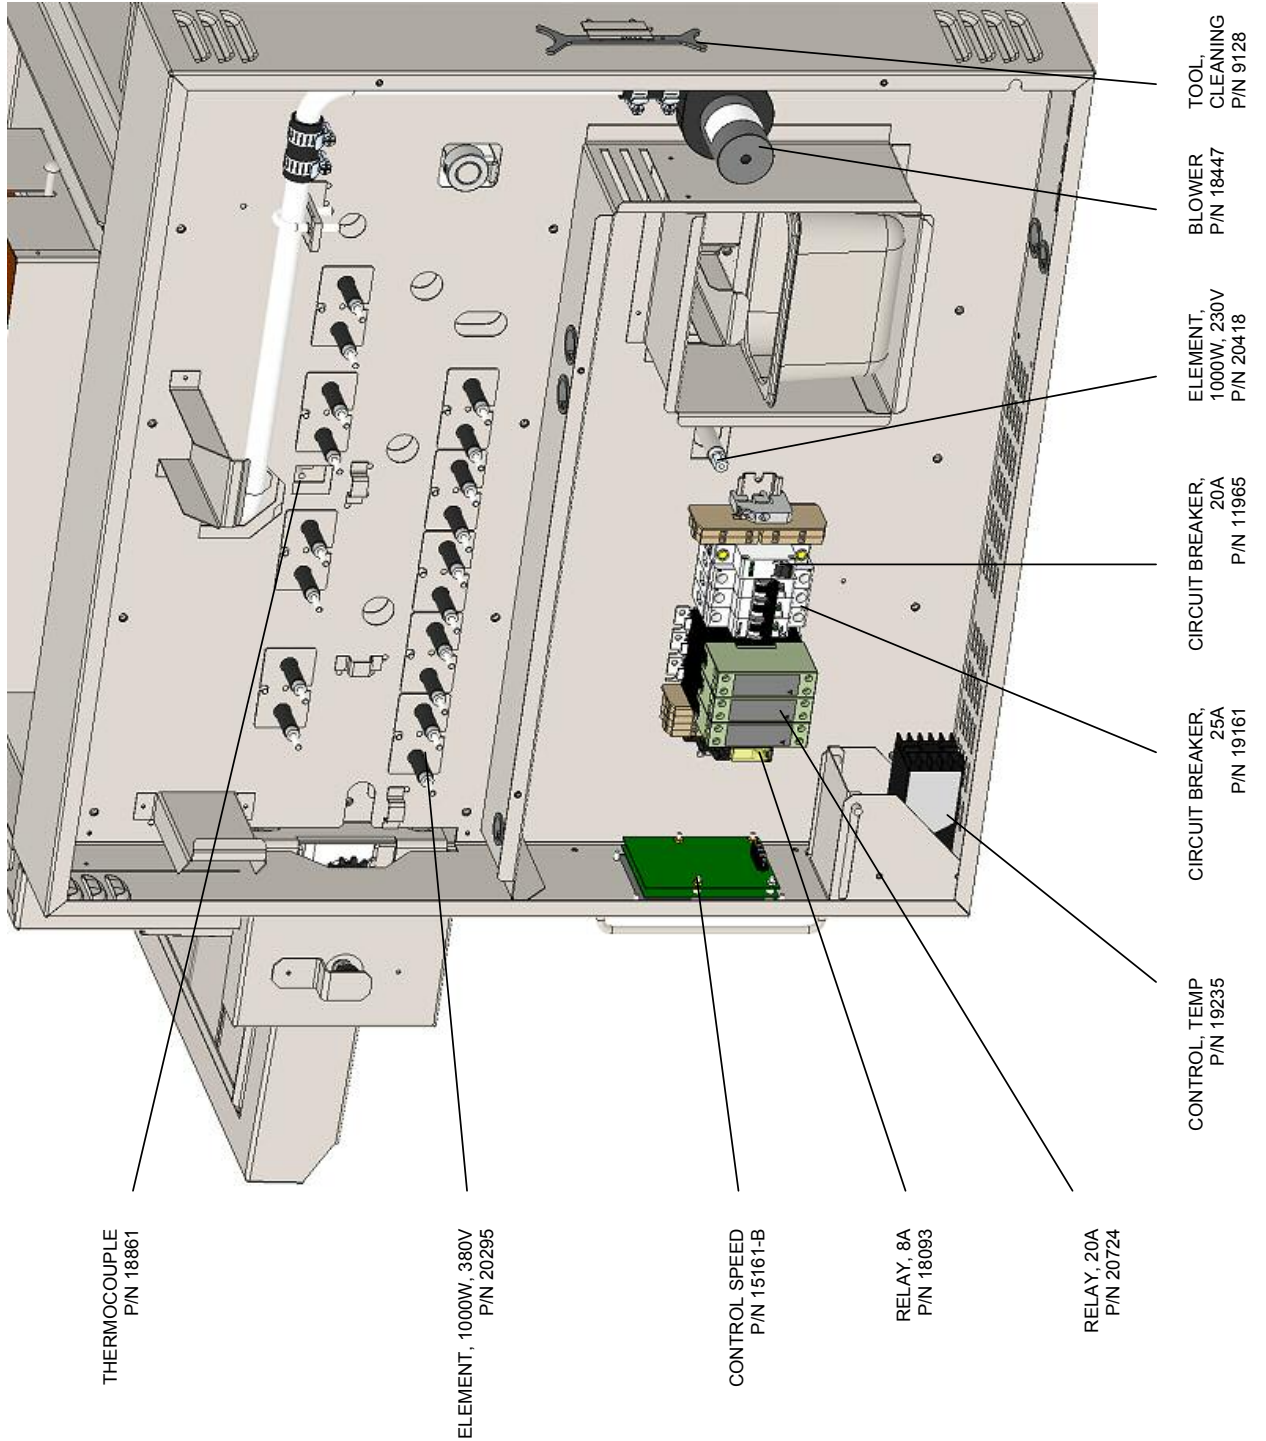 THERMOCOUPLE
P/N 18861
ELEMENT, 1000W, 380V
P/N 20295
CONTROL SPEED
P/N 15161-B
RELAY, 8A
P/N 18093
RELAY, 20A
P/N 20724
CONTROL, TEMP
P/N 19235
CIRCUIT BREAKER,
25A
P/N 19161
CIRCUIT BREAKER,
20A
P/N 11965
ELEMENT,
1000W, 230V
P/N 20418
BLOWER
P/N 18447
TOOL,
CLEANING
P/N 9128